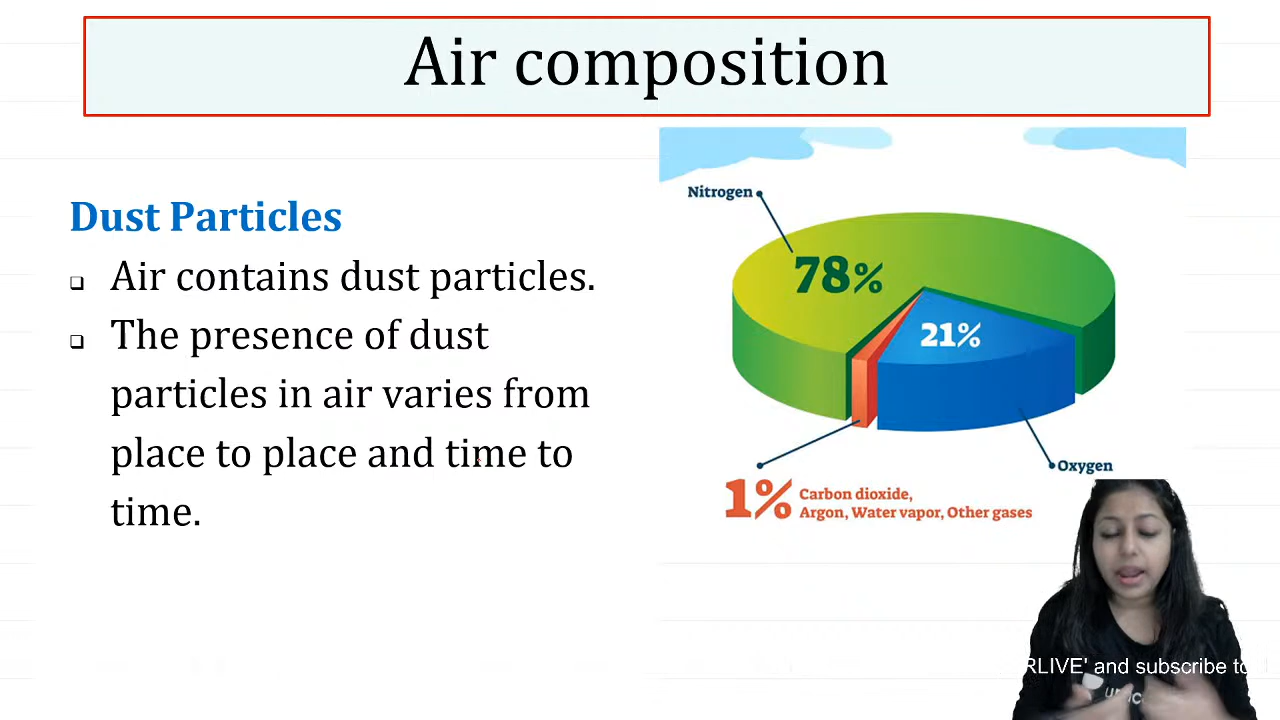 Air composition
Dust Particles
Air contains dust particles.
The presence of dust
particles in air varies from
place to place and time to
time.
Nitrogen
78%
21%
Oxygen
1% Carbon dioxide,
Argon, Water vapor, Other gases
RLIVE' and subscribe to